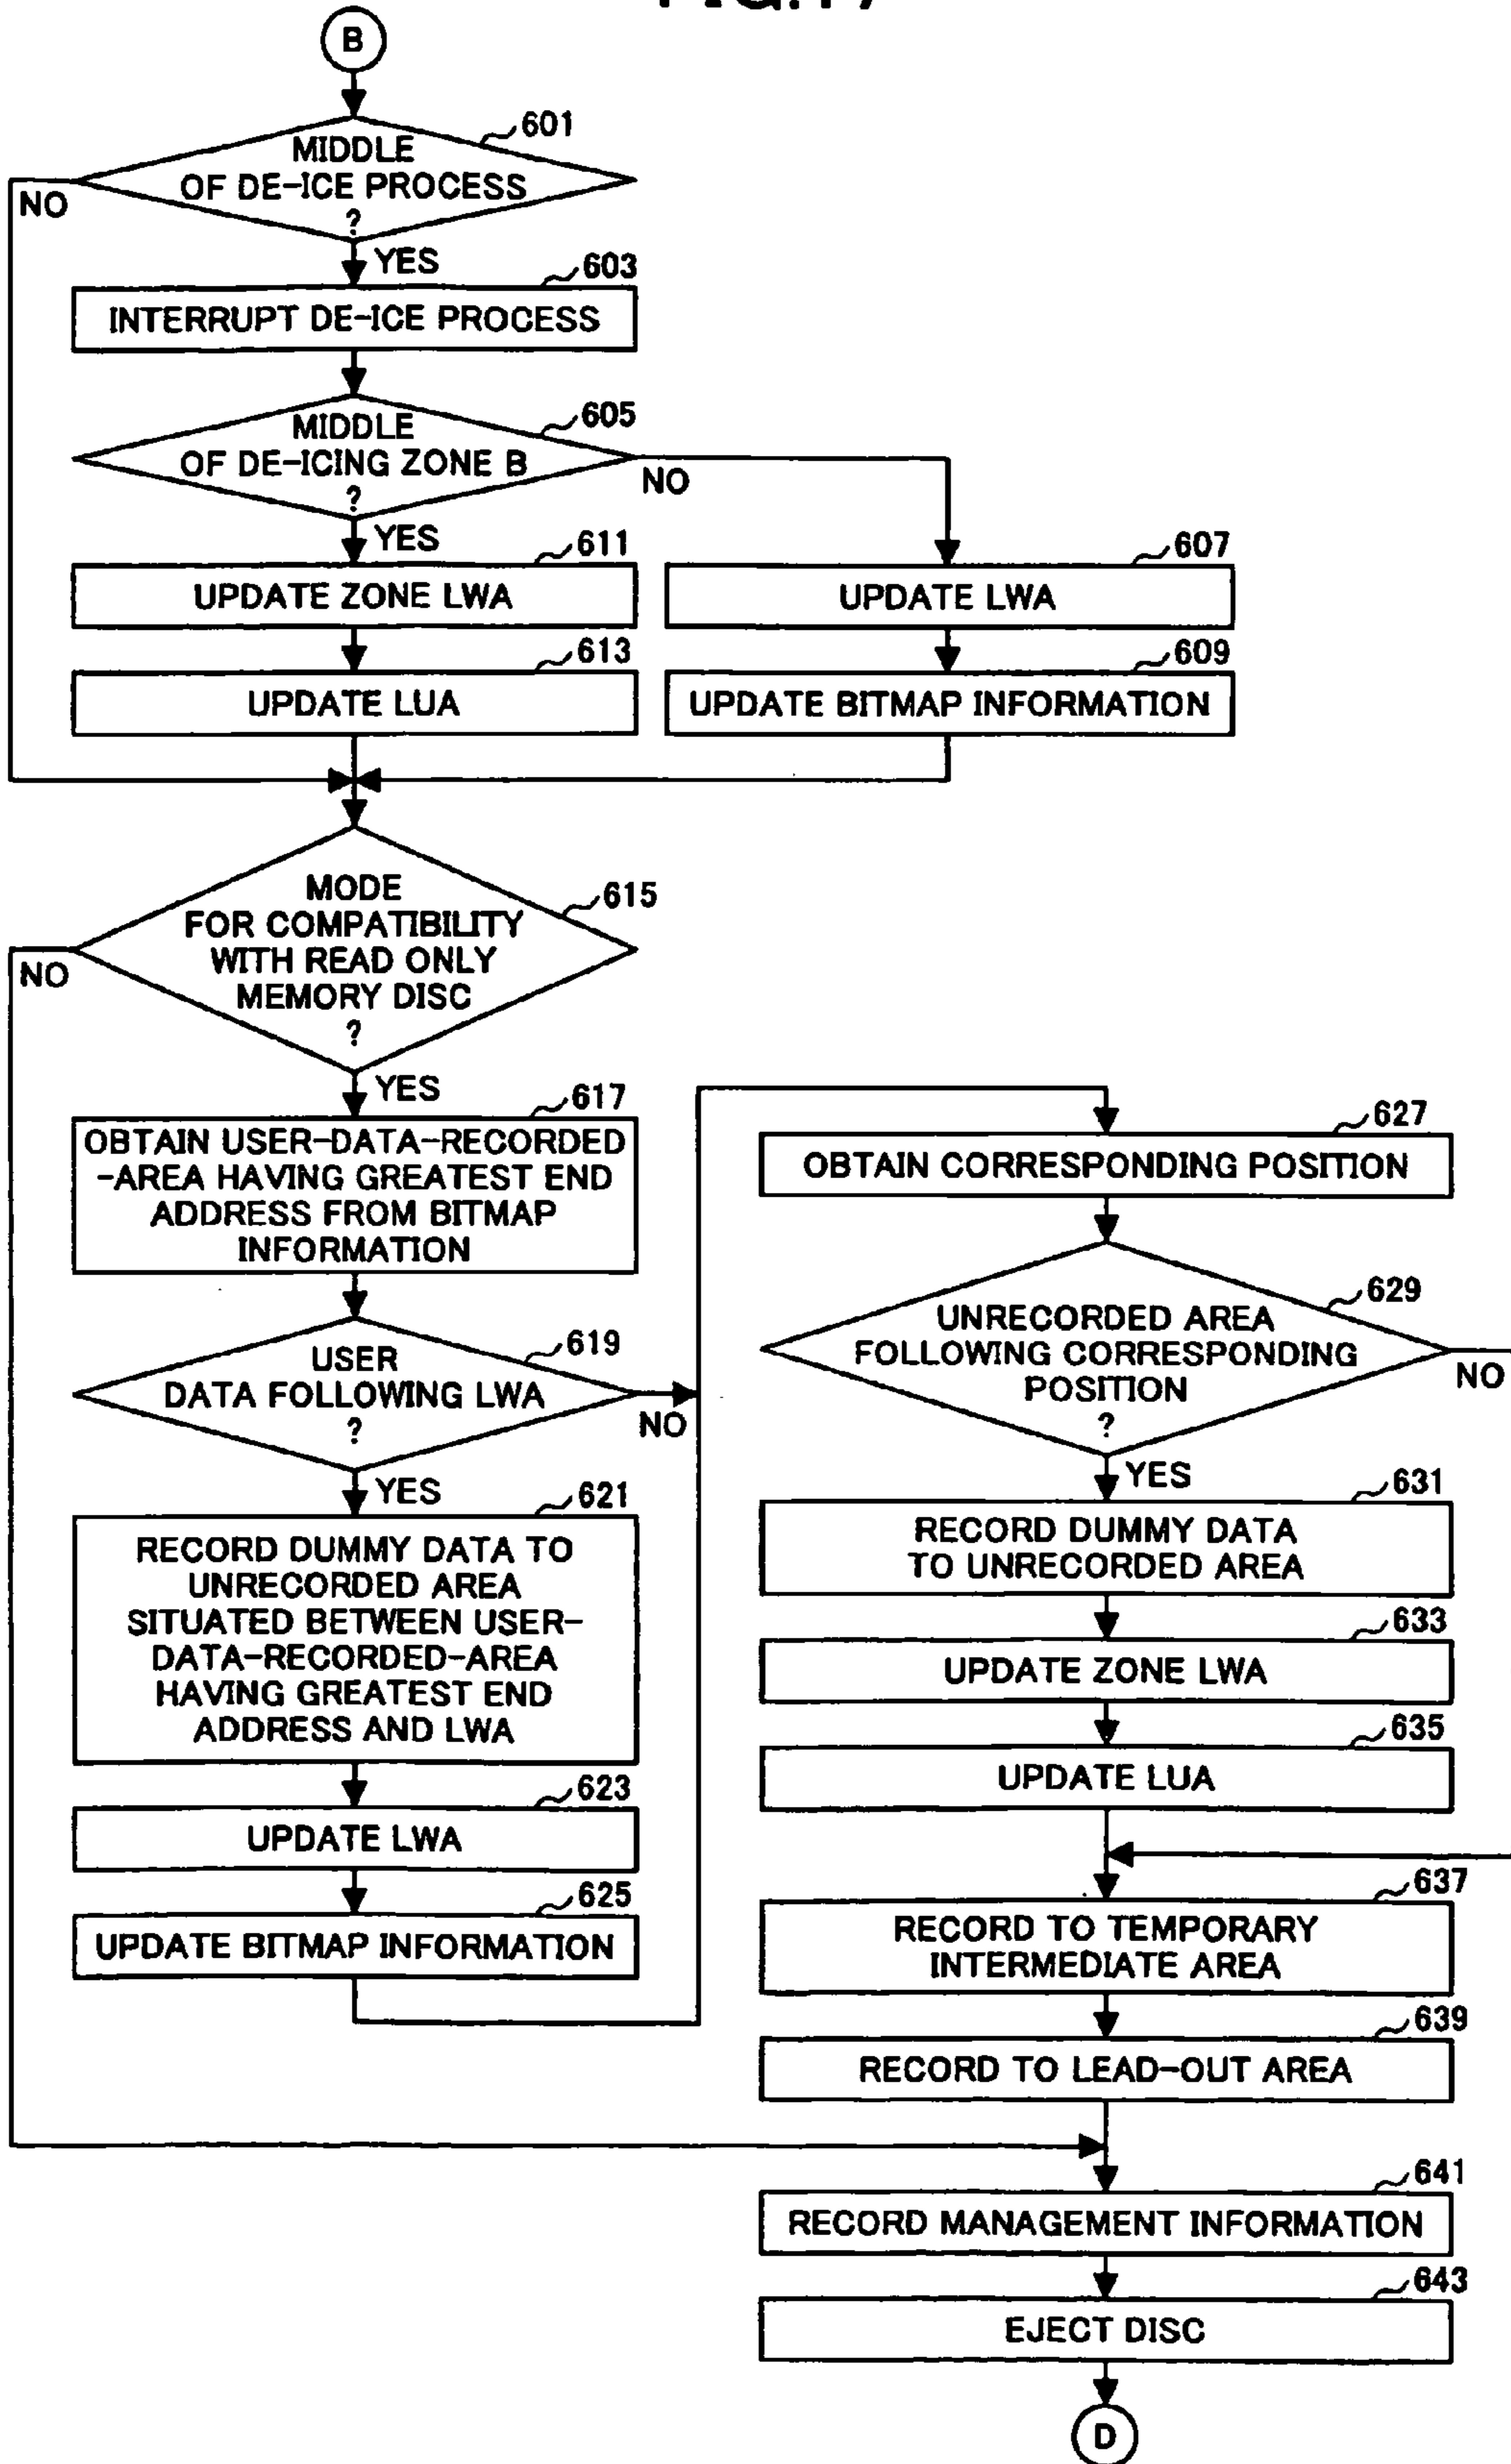 FIG.17
B
601
MIDDLE
OF DE-ICE PROCESS
?
NO
YES
603
INTERRUPT DE-ICE PROCESS
605
MIDDLE
OF DE-ICING ZONE B
?
NO
YES
611
UPDATE ZONE LWA
607
UPDATE LWA
613
UPDATE LUA
609
UPDATE BITMAP INFORMATION
615
MODE
FOR COMPATIBILITY
WITH READ ONLY
MEMORY DISC
?
NO
YES
617
OBTAIN USER-DATA-RECORDED
-AREA HAVING GREATEST END
ADDRESS FROM BITMAP
INFORMATION
619
USER
DATA FOLLOWING LWA
?
NO
YES
621
RECORD DUMMY DATA TO
UNRECORDED AREA
SITUATED BETWEEN USER-
DATA-RECORDED-AREA
HAVING GREATEST END
ADDRESS AND LWA
623
UPDATE LWA
625
UPDATE BITMAP INFORMATION
627
OBTAIN CORRESPONDING POSITION
629
UNRECORDED AREA
FOLLOWING CORRESPONDING
POSITION
?
NO
YES
631
RECORD DUMMY DATA
TO UNRECORDED AREA
633
UPDATE ZONE LWA
635
UPDATE LUA
637
RECORD TO TEMPORARY
INTERMEDIATE AREA
639
RECORD TO LEAD-OUT AREA
641
RECORD MANAGEMENT INFORMATION
643
EJECT DISC
D